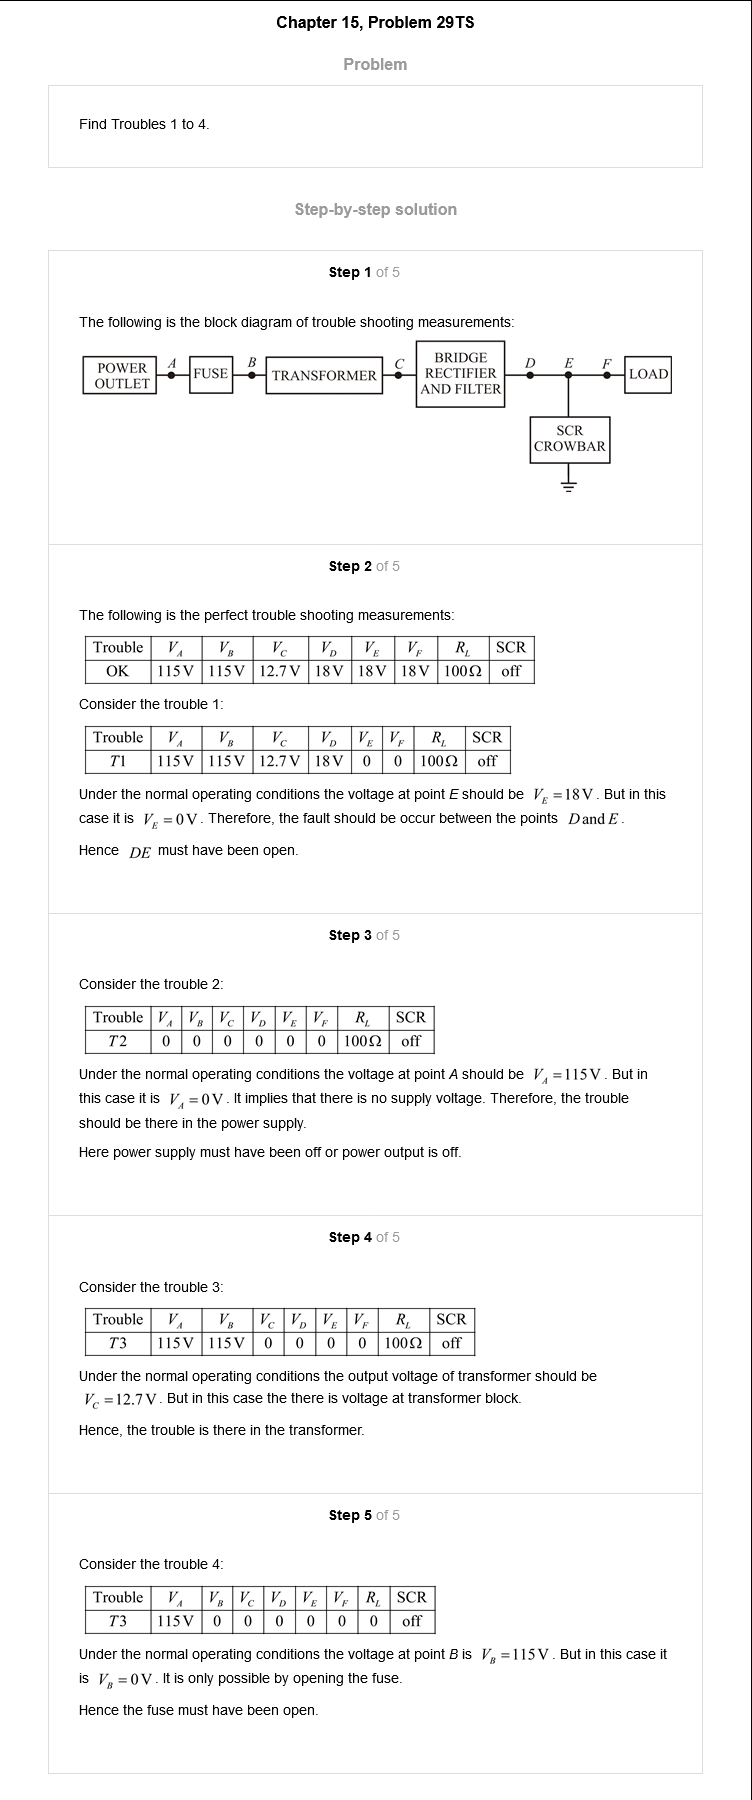 Chapter 15, Problem 29TS
Problem
Find Troubles 1 to 4.
Step-by-step solution
Step 1 of 5
The following is the block diagram of trouble shooting measurements:
POWER OUTLET
A
FUSE
B
TRANSFORMER
C
BRIDGE RECTIFIER AND FILTER
D
E
F
LOAD
SCR CROWBAR
Step 2 of 5
The following is the perfect trouble shooting measurements:
Trouble V_A V_B V_C V_D V_E V_F R_L SCR
OK 115 V 115 V 12.7 V 18 V 18 V 18 V 100Ω off
Consider the trouble 1:
Trouble V_A V_B V_C V_D V_E V_F R_L SCR
T1 115 V 115 V 12.7 V 18 V 0 0 100Ω off
Under the normal operating conditions the voltage at point E should be V_E = 18 V. But in this
case it is V_E = 0 V. Therefore, the fault should be occur between the points D and E.
Hence DE must have been open.
Step 3 of 5
Consider the trouble 2:
Trouble V_A V_B V_C V_D V_E V_F R_L SCR
T2 0 0 0 0 0 0 100Ω off
Under the normal operating conditions the voltage at point A should be V_A = 115 V. But in
this case it is V_A = 0 V. It implies that there is no supply voltage. Therefore, the trouble
should be there in the power supply.
Here power supply must have been off or power output is off.
Step 4 of 5
Consider the trouble 3:
Trouble V_A V_B V_C V_D V_E V_F R_L SCR
T3 115 V 115 V 0 0 0 0 100Ω off
Under the normal operating conditions the output voltage of transformer should be
V_C = 12.7 V. But in this case the there is voltage at transformer block.
Hence, the trouble is there in the transformer.
Step 5 of 5
Consider the trouble 4:
Trouble V_A V_B V_C V_D V_E V_F R_L SCR
T3 115 V 0 0 0 0 0 0 off
Under the normal operating conditions the voltage at point B is V_B = 115 V. But in this case it
is V_B = 0 V. It is only possible by opening the fuse.
Hence the fuse must have been open.